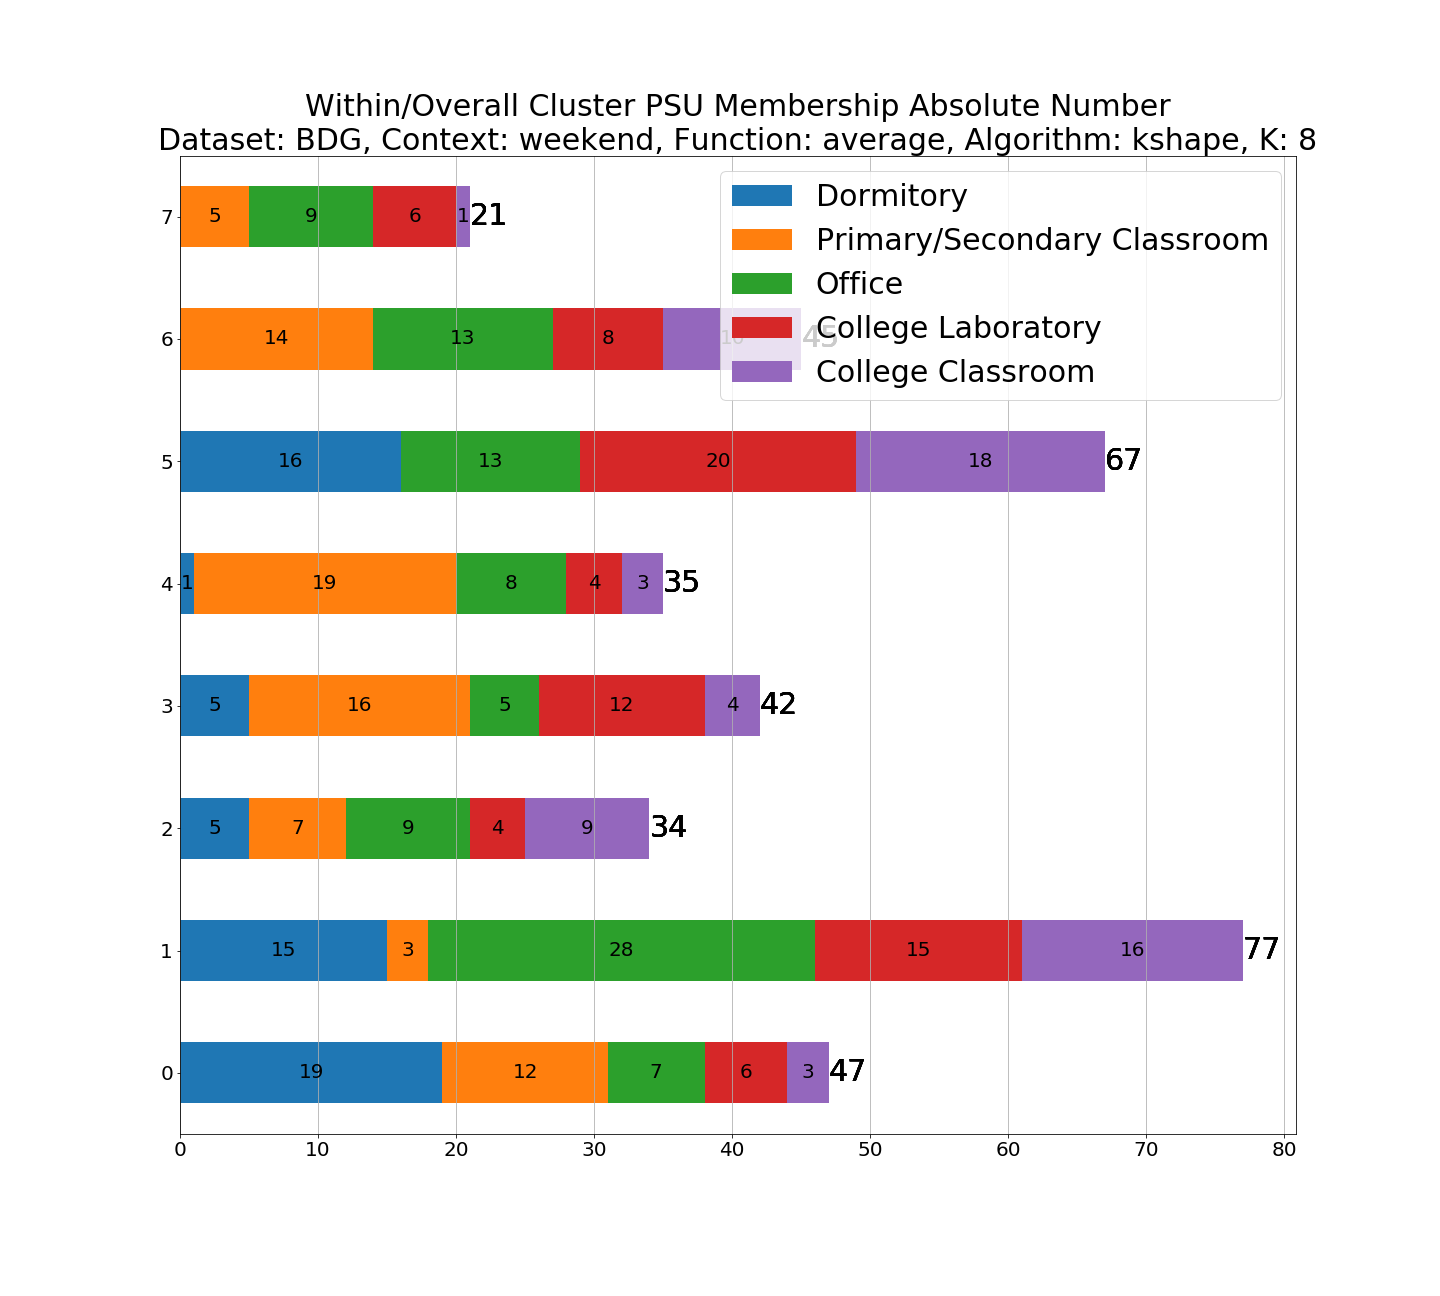 Within/Overall Cluster PSU Membership Absolute Number
Dataset: BDG, Context: weekend, Function: average, Algorithm: kshape, K: 8
Dormitory
Primary/Secondary Classroom
Office
College Laboratory
College Classroom
7 5 9 6 1 21
6 14 13 8 10 45
5 16 13 20 18 67
4 1 19 8 4 3 35
3 5 16 5 12 4 42
2 5 7 9 4 9 34
1 15 3 28 15 16 77
0 19 12 7 6 3 47
0 10 20 30 40 50 60 70 80